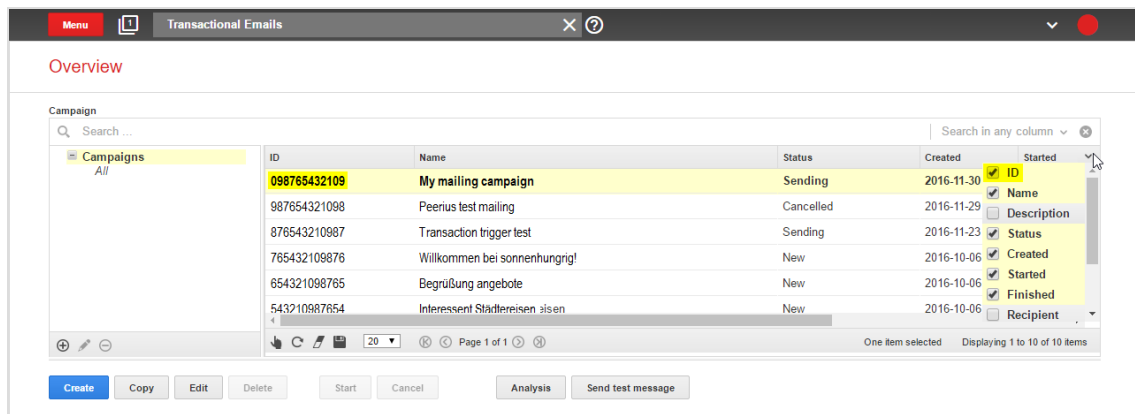 Menu 1 Transactional Emails
Overview
Campaign
Search ... Search in any column
Campaigns
All
ID Name Status Created Started
098765432109 My mailing campaign Sending 2016-11-30
987654321098 Peerius test mailing Cancelled 2016-11-29
876543210987 Transaction trigger test Sending 2016-11-23
765432109876 Willkommen bei sonnenhungrig! New 2016-10-06
654321098765 Begrüßung angebote New 2016-10-06
543210987654 Interessent Städtereisen eisen New 2016-10-06
ID
Name
Description
Status
Created
Started
Finished
Recipient
20 Page 1 of 1 One item selected Displaying 1 to 10 of 10 items
Create Copy Edit Delete Start Cancel Analysis Send test message